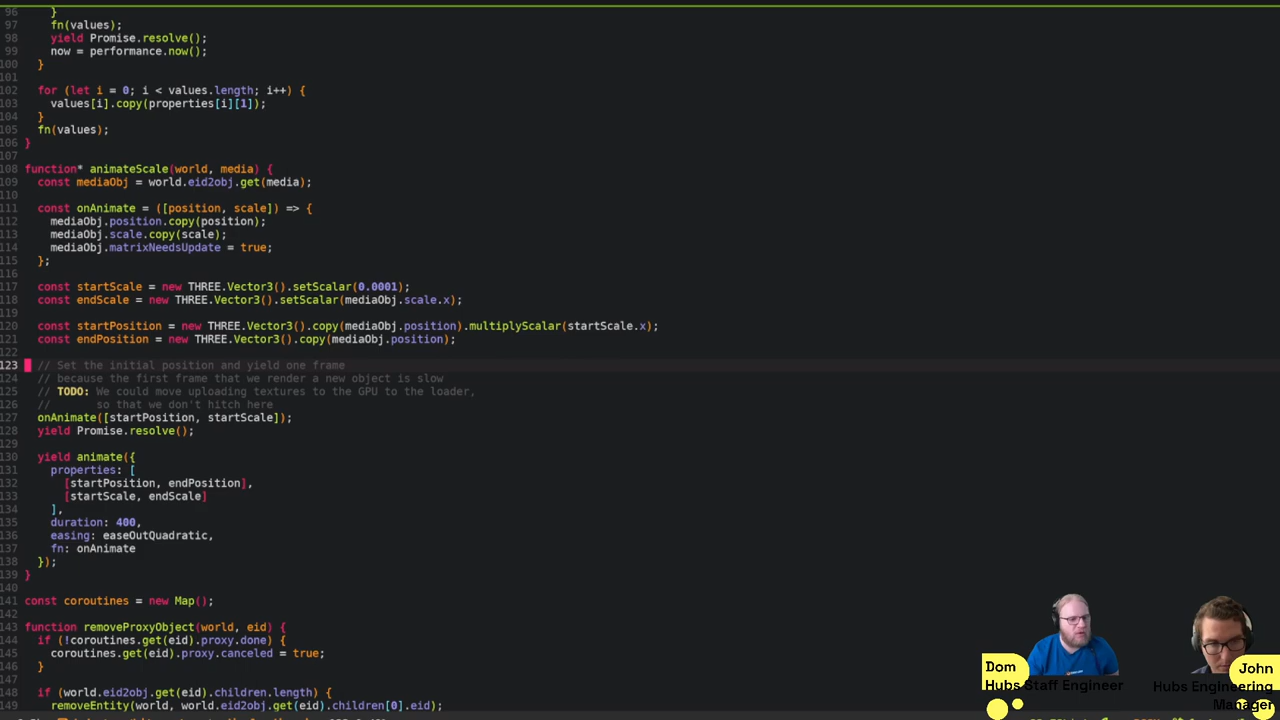 96     }
97     fn(values);
98     yield Promise.resolve();
99     now = performance.now();
100   }
101
102   for (let i = 0; i < values.length; i++) {
103     values[i].copy(properties[i][1]);
104   }
105   fn(values);
106 }
107
108 function* animateScale(world, media) {
109   const mediaObj = world.eid2obj.get(media);
110
111   const onAnimate = ([position, scale]) => {
112     mediaObj.position.copy(position);
113     mediaObj.scale.copy(scale);
114     mediaObj.matrixNeedsUpdate = true;
115   };
116
117   const startScale = new THREE.Vector3().setScalar(0.0001);
118   const endScale = new THREE.Vector3().setScalar(mediaObj.scale.x);
119
120   const startPosition = new THREE.Vector3().copy(mediaObj.position).multiplyScalar(startScale.x);
121   const endPosition = new THREE.Vector3().copy(mediaObj.position);
122
123   // Set the initial position and yield one frame
124   // because the first frame that we render a new object is slow
125   // TODO: We could move uploading textures to the GPU to the loader,
126   //       so that we don't hitch here
127   onAnimate([startPosition, startScale]);
128   yield Promise.resolve();
129
130   yield animate({
131     properties: [
132       [startPosition, endPosition],
133       [startScale, endScale]
134     ],
135     duration: 400,
136     easing: easeOutQuadratic,
137     fn: onAnimate
138   });
139 }
140
141 const coroutines = new Map();
142
143 function removeProxyObject(world, eid) {
144   if (!coroutines.get(eid).proxy.done) {
145     coroutines.get(eid).proxy.canceled = true;
146   }
147
148   if (world.eid2obj.get(eid).children.length) {
149     removeEntity(world, world.eid2obj.get(eid).children[0].eid);
Dom
Hubs Staff Engineer
John
Hubs Engineering
Manager